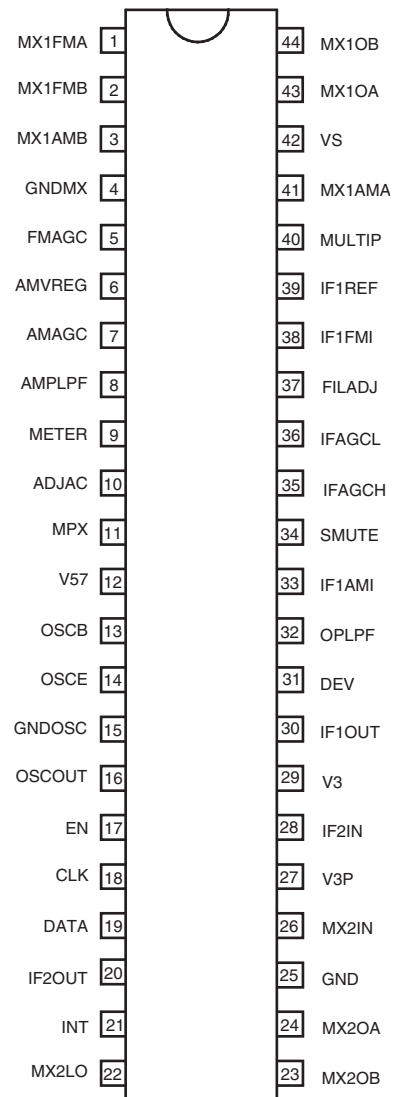 MX1FMA 1 44 MX1OB
MX1FMB 2 43 MX1OA
MX1AMB 3 42 VS
GNDMX 4 41 MX1AMA
FMAGC 5 40 MULTIP
AMVREG 6 39 IF1REF
AMAGC 7 38 IF1FMI
AMPLPF 8 37 FILADJ
METER 9 36 IFAGCL
ADJAC 10 35 IFAGCH
MPX 11 34 SMUTE
V57 12 33 IF1AMI
OSCB 13 32 OPLPF
OSCE 14 31 DEV
GNDOSC 15 30 IF1OUT
OSCOUT 16 29 V3
EN 17 28 IF2IN
CLK 18 27 V3P
DATA 19 26 MX2IN
IF2OUT 20 25 GND
INT 21 24 MX2OA
MX2LO 22 23 MX2OB